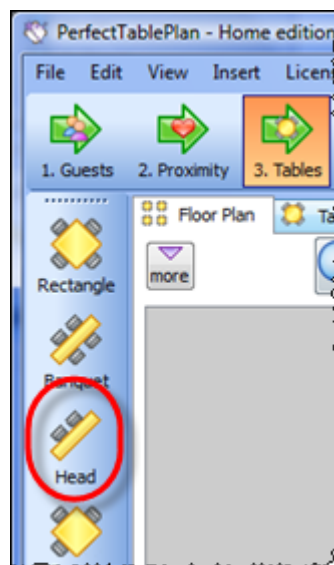 PerfectTablePlan - Home edition
File Edit View Insert Licen
1. Guests 2. Proximity 3. Tables
Floor Plan Ta
more
Rectangle
Banquet
Head